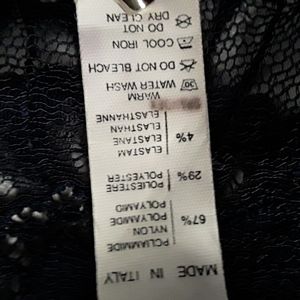 MADE IN ITALY
67%
POLIAMMIDE
NYLON
POLYAMIDE
POLYAMID
29%
POLIESTERE
POLYESTER
4%
ELASTAM
ELASTANE
ELASTHAN
ELASTHANNE
WARM
WATER WASH
30
DO NOT BLEACH
COOL IRON
DO NOT
DRY CLEAN